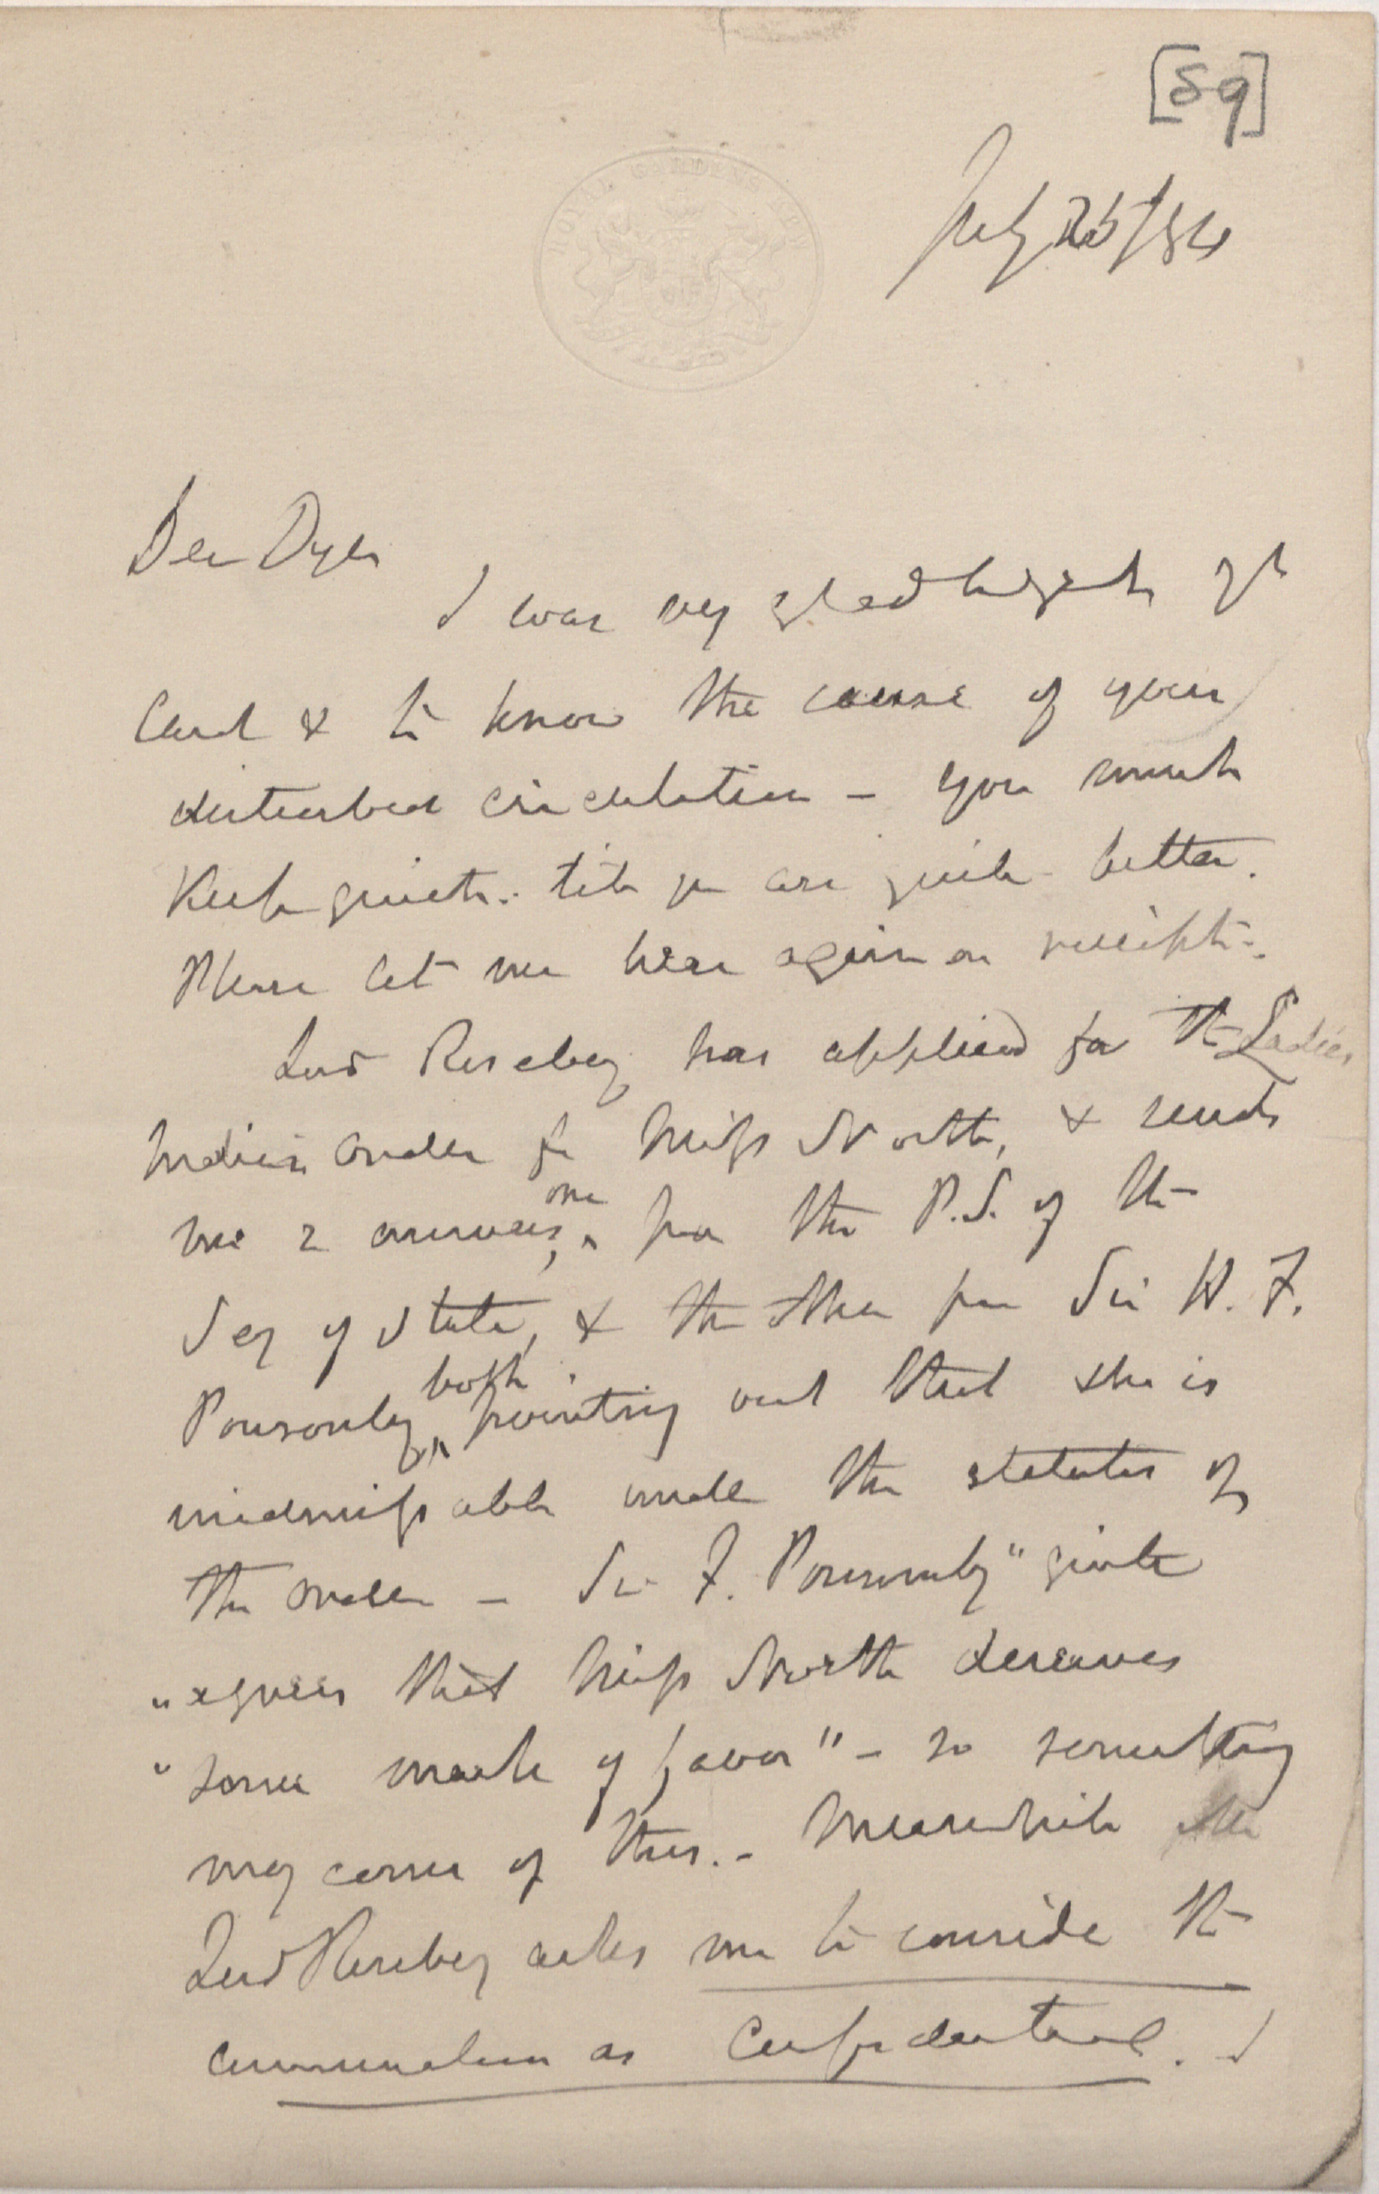 [89]
ROYAL GARDENS KEW
July 25/84
Dear Dyer
I was very glad to get yr
card & to know the cause of your
disturbed circulation - you must
keep quiet. till you are quite better.
Please let me hear again on receipt.
Lord Rosebery has applied for the Ladies
Indian order for Miss North, & sends
me 2 answers, one from the P.S. of the
Secy of State, & the other from Sir H. F.
Ponsonby, both pointing out that she is
inadmissable under the statutes of
the order - Sir F. Ponsonby "quite
"agrees that Miss North deserves
"some mark of favor" - so something
may come of this. - Meanwhile
Lord Rosebery asks me to consider the
communication as confidential. I